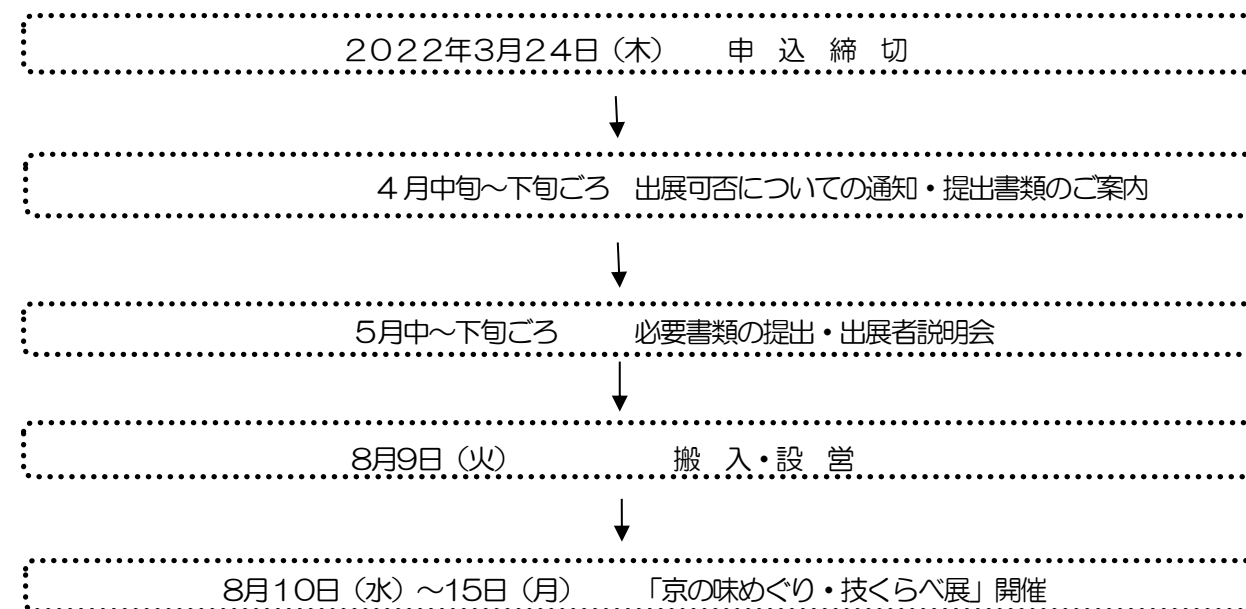 ２０２２年３月２４日（木）　　申　込　締　切
４月中旬～下旬ごろ　出展可否についての通知・提出書類のご案内
５月中～下旬ごろ　　　必要書類の提出・出展者説明会
８月９日（火）　　　　　　搬　入・設　営
８月１０日（水）～１５日（月）　　「京の味めぐり・技くらべ展」開催